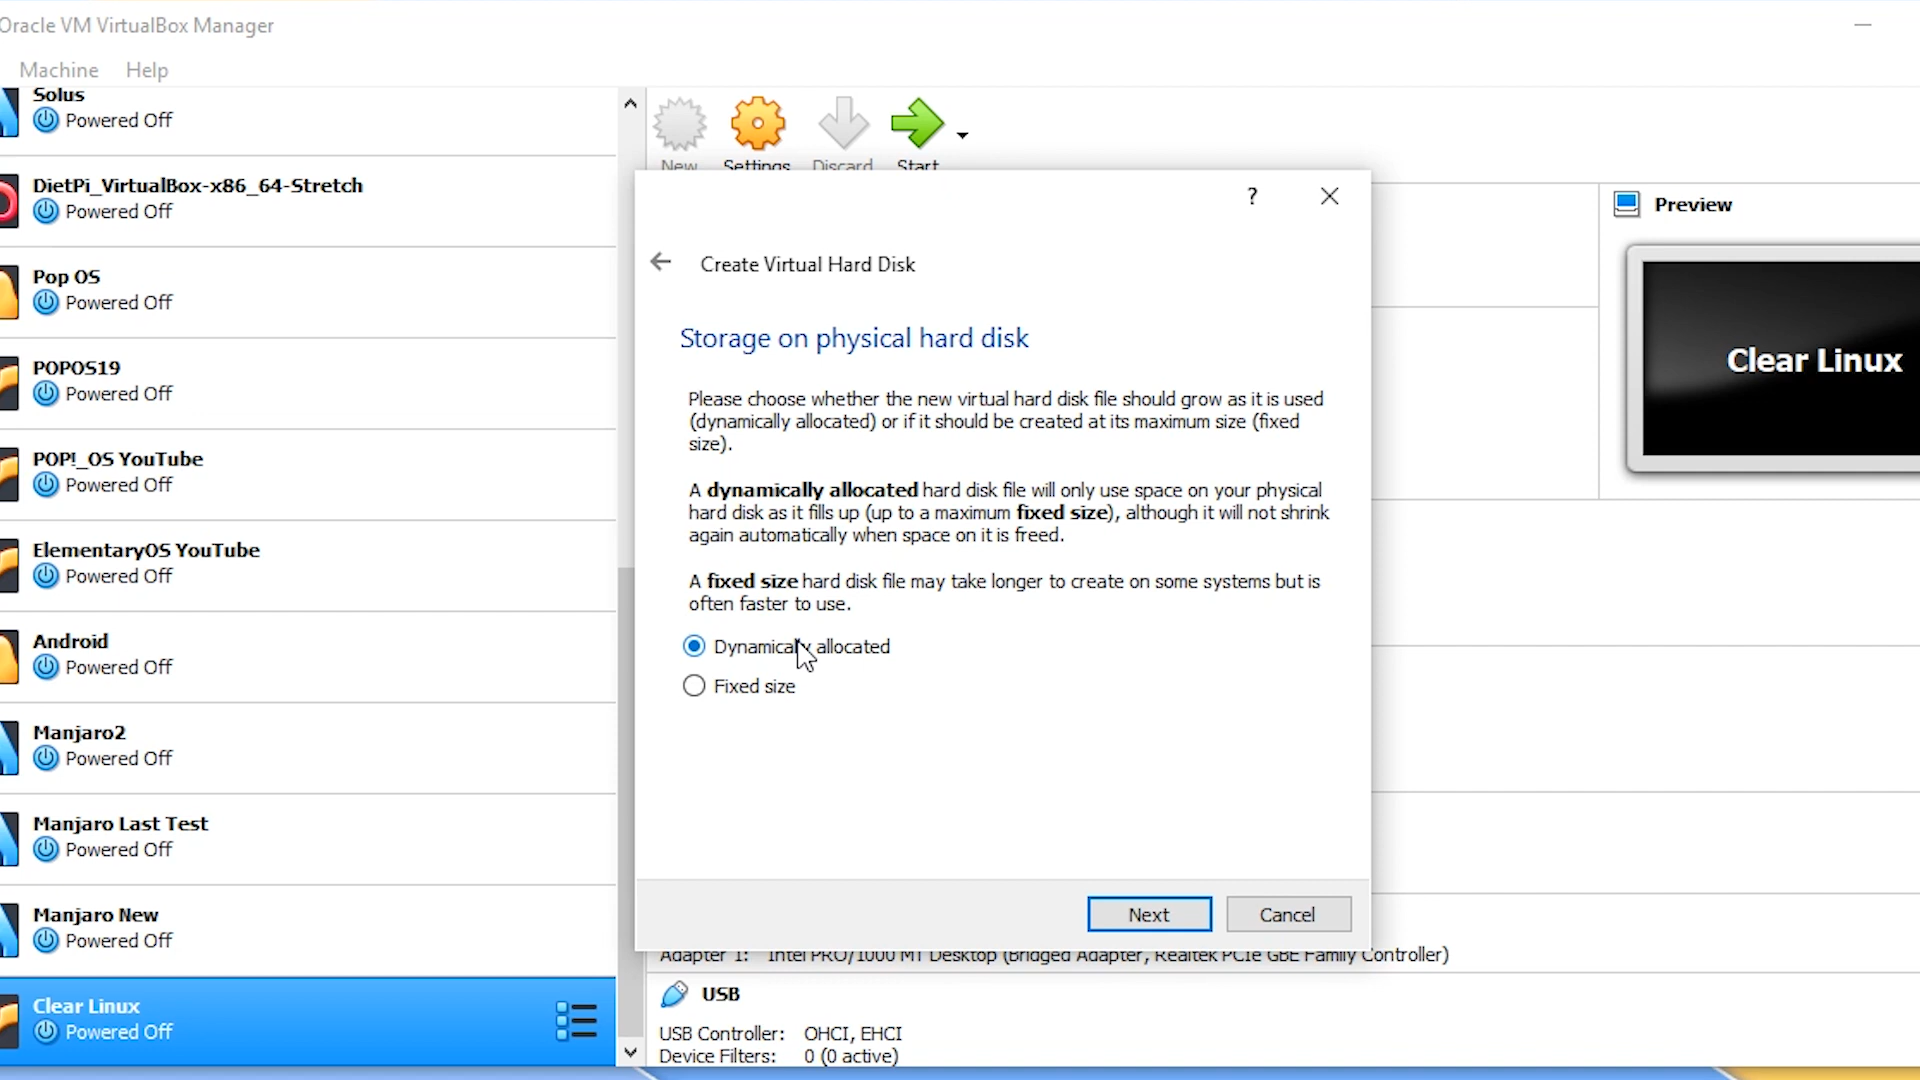 Oracle VM VirtualBox Manager
Machine Help
Solus
Powered Off
DietPi_VirtualBox-x86_64-Stretch
Powered Off
Pop OS
Powered Off
POPOS19
Powered Off
POP!_OS YouTube
Powered Off
ElementaryOS YouTube
Powered Off
Android
Powered Off
Manjaro2
Powered Off
Manjaro Last Test
Powered Off
Manjaro New
Powered Off
Clear Linux
Powered Off
New Settings Discard Start
?
Create Virtual Hard Disk
Storage on physical hard disk
Please choose whether the new virtual hard disk file should grow as it is used
(dynamically allocated) or if it should be created at its maximum size (fixed
size).
A dynamically allocated hard disk file will only use space on your physical
hard disk as it fills up (up to a maximum fixed size), although it will not shrink
again automatically when space on it is freed.
A fixed size hard disk file may take longer to create on some systems but is
often faster to use.
Dynamically allocated
Fixed size
Next Cancel
Preview
Clear Linux
Adapter 1: Intel PRO/1000 MT Desktop (Bridged Adapter, Realtek PCIe GBE Family Controller)
USB
USB Controller: OHCI, EHCI
Device Filters: 0 (0 active)